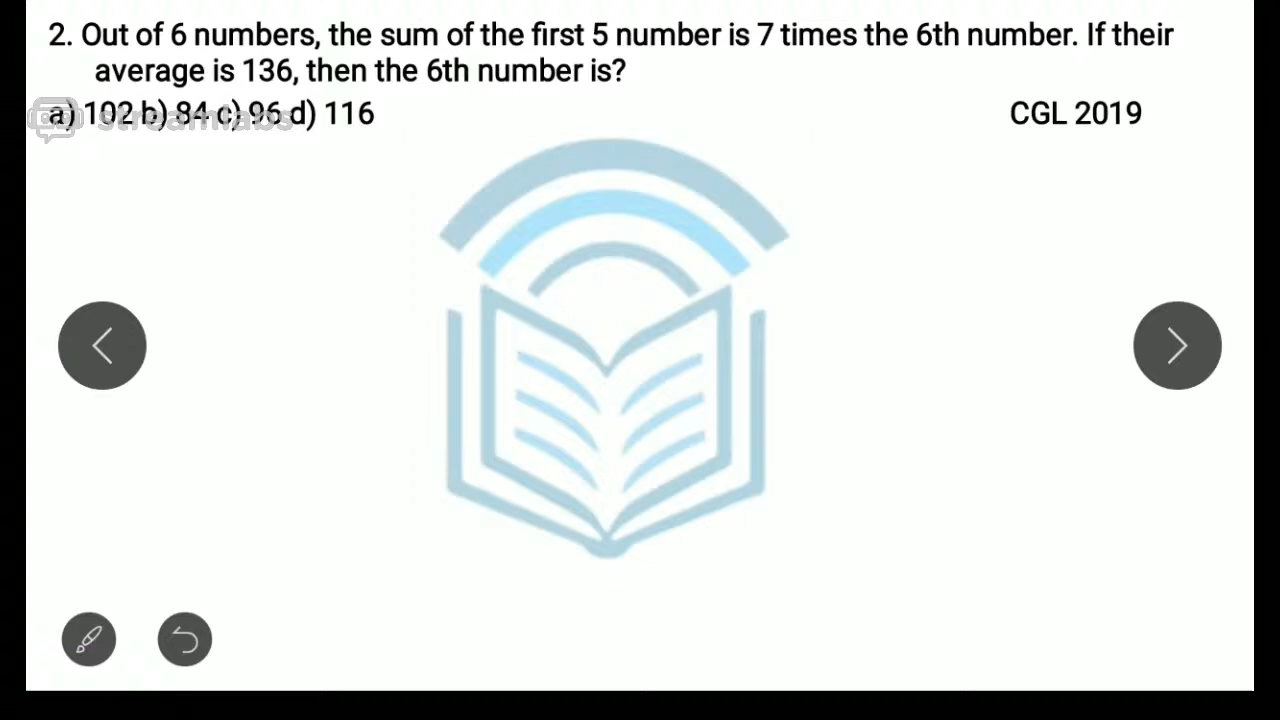 2. Out of 6 numbers, the sum of the first 5 number is 7 times the 6th number. If their
average is 136, then the 6th number is?
a) 102 b) 84 c) 96 d) 116 CGL 2019
streamlabs